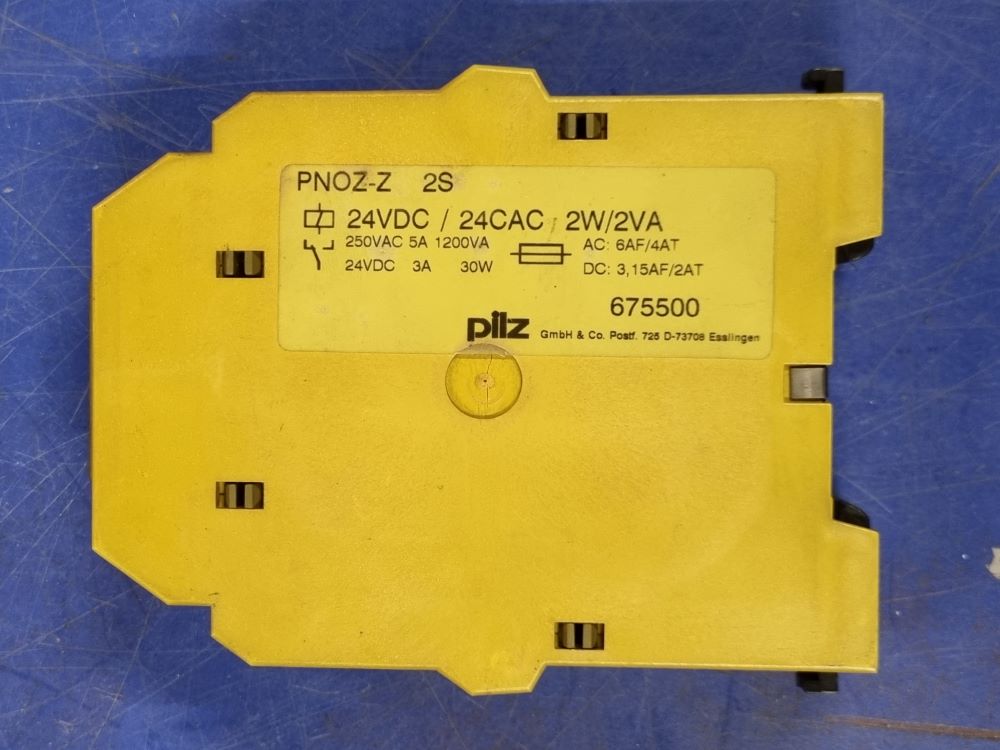 PNOZ-Z 2S
24VDC / 24CAC 2W/2VA
250VAC 5A 1200VA AC: 6AF/4AT
24VDC 3A 30W DC: 3,15AF/2AT
675500
pilz GmbH & Co. Postf. 725 D-73708 Esslingen